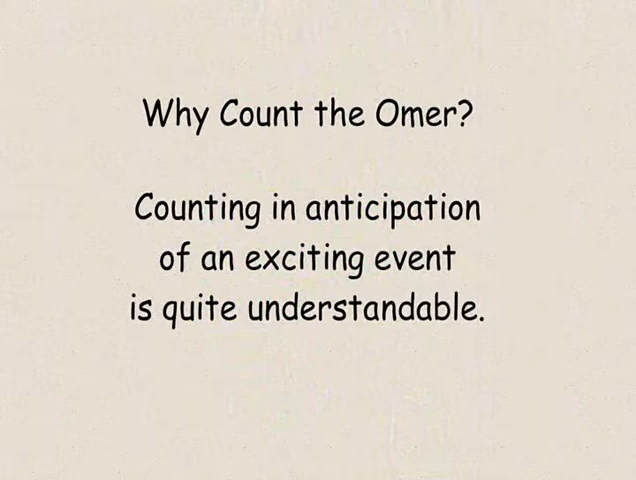 Why Count the Omer?
Counting in anticipation
of an exciting event
is quite understandable.